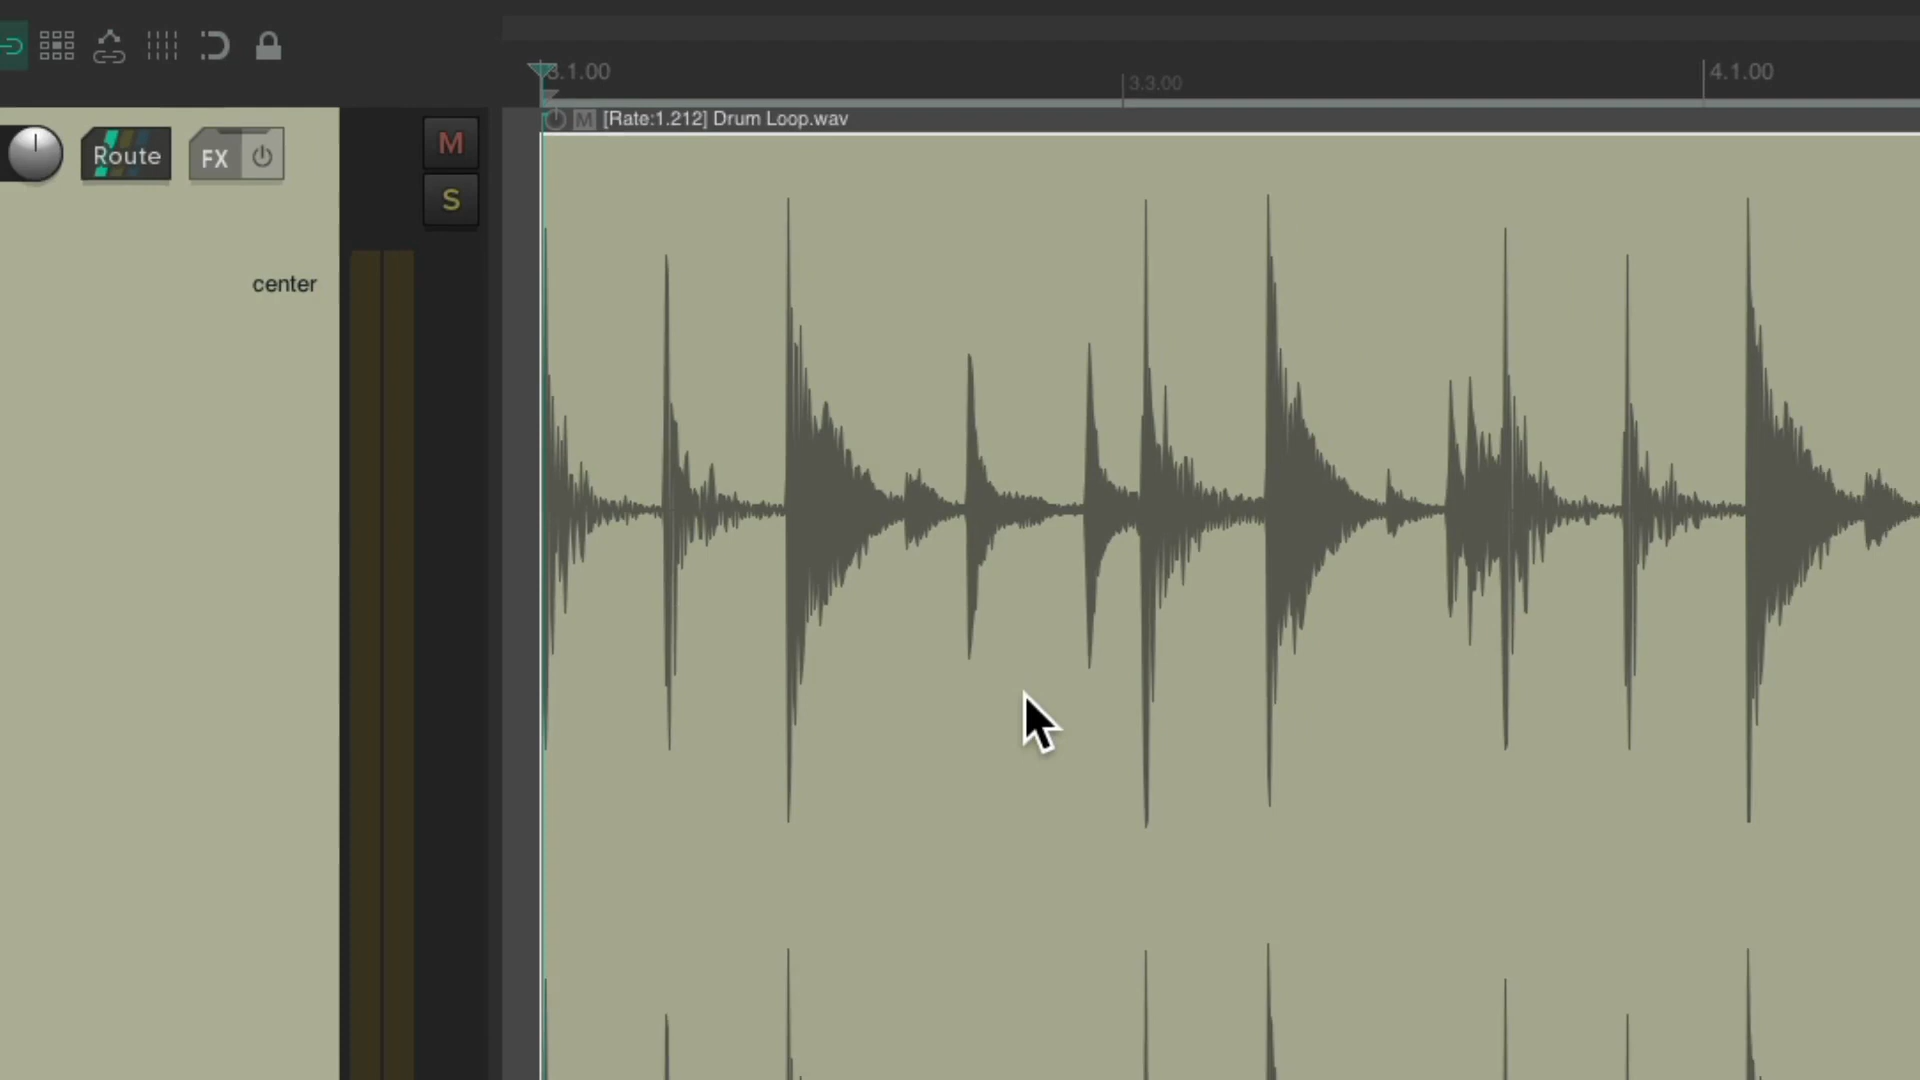 3.1.00
3.3.00
4.1.00
M [Rate:1.212] Drum Loop.wav
Route
FX
M
S
center